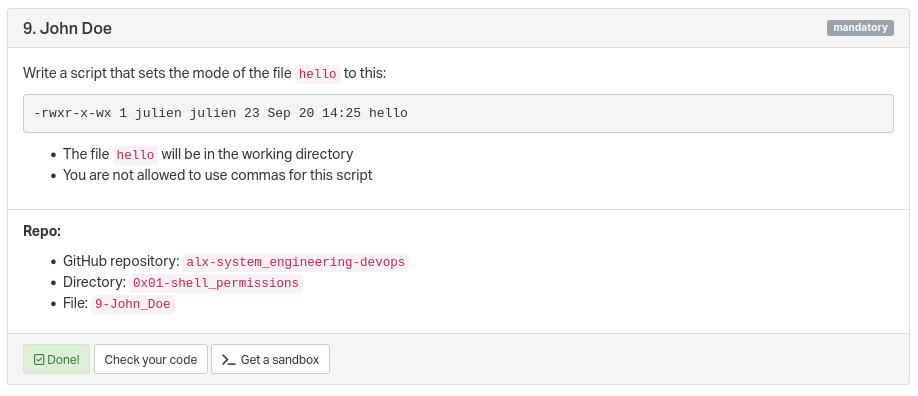 9. John Doe
mandatory
Write a script that sets the mode of the file hello to this:
-rwxr-x-wx 1 julien julien 23 Sep 20 14:25 hello
• The file hello will be in the working directory
• You are not allowed to use commas for this script
Repo:
• GitHub repository: alx-system_engineering-devops
• Directory: 0x01-shell_permissions
• File: 9-John_Doe
Done!
Check your code
>_ Get a sandbox